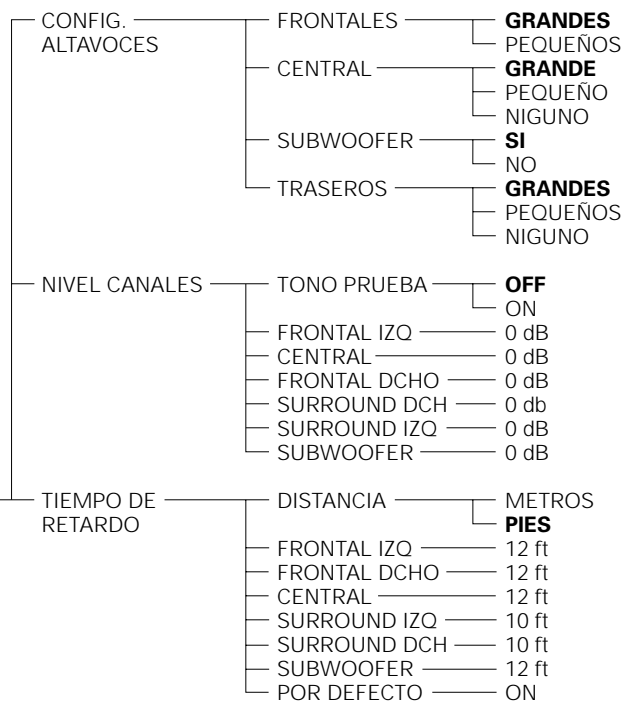 CONFIG. FRONTALES GRANDES
ALTAVOCES PEQUEÑOS
CENTRAL GRANDE
PEQUEÑO
NIGUNO
SUBWOOFER SI
NO
TRASEROS GRANDES
PEQUEÑOS
NIGUNO
NIVEL CANALES TONO PRUEBA OFF
ON
FRONTAL IZQ 0 dB
CENTRAL 0 dB
FRONTAL DCHO 0 dB
SURROUND DCH 0 db
SURROUND IZQ 0 dB
SUBWOOFER 0 dB
TIEMPO DE DISTANCIA METROS
RETARDO PIES
FRONTAL IZQ 12 ft
FRONTAL DCHO 12 ft
CENTRAL 12 ft
SURROUND IZQ 10 ft
SURROUND DCH 10 ft
SUBWOOFER 12 ft
POR DEFECTO ON